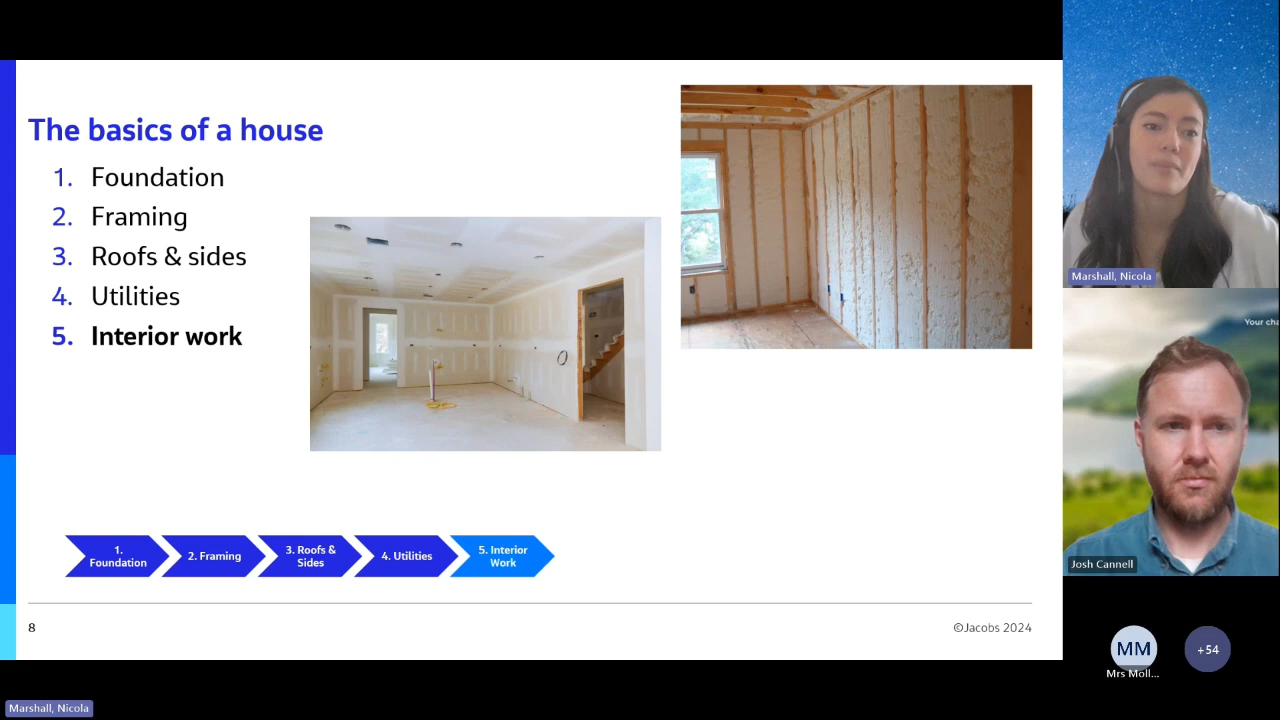 The basics of a house
1. Foundation
2. Framing
3. Roofs & sides
4. Utilities
5. Interior work
1.
Foundation
2. Framing
3. Roofs &
Sides
4. Utilities
5. Interior
Work
8
©Jacobs 2024
Marshall, Nicola
Your cha
Josh Cannell
MM
Mrs Moll...
+54
Marshall, Nicola